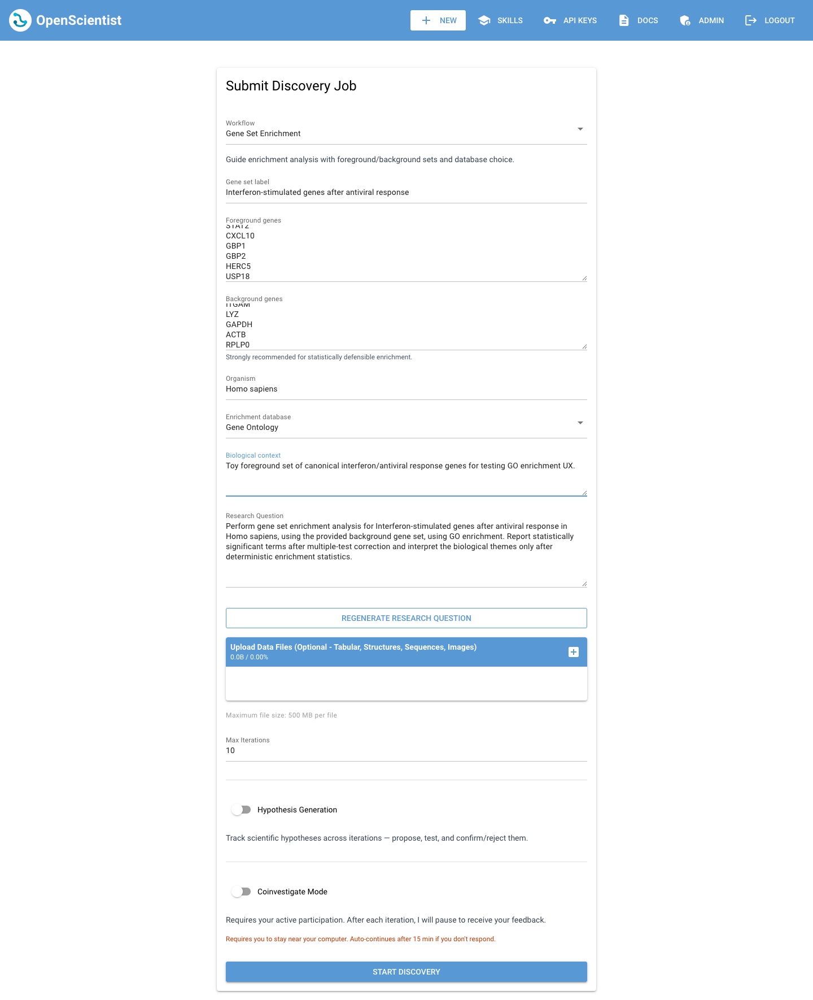 OpenScientist
NEW
SKILLS
API KEYS
DOCS
ADMIN
LOGOUT
Submit Discovery Job
Workflow
Gene Set Enrichment
Guide enrichment analysis with foreground/background sets and database choice.
Gene set label
Interferon-stimulated genes after antiviral response
Foreground genes
STAT2
CXCL10
GBP1
GBP2
HERC5
USP18
Background genes
ITGAM
LYZ
GAPDH
ACTB
RPLP0
Strongly recommended for statistically defensible enrichment.
Organism
Homo sapiens
Enrichment database
Gene Ontology
Biological context
Toy foreground set of canonical interferon/antiviral response genes for testing GO enrichment UX.
Research Question
Perform gene set enrichment analysis for Interferon-stimulated genes after antiviral response in
Homo sapiens, using the provided background gene set, using GO enrichment. Report statistically
significant terms after multiple-test correction and interpret the biological themes only after
deterministic enrichment statistics.
REGENERATE RESEARCH QUESTION
Upload Data Files (Optional - Tabular, Structures, Sequences, Images)
0.0B / 0.00%
Maximum file size: 500 MB per file
Max Iterations
10
Hypothesis Generation
Track scientific hypotheses across iterations — propose, test, and confirm/reject them.
Coinvestigate Mode
Requires your active participation. After each iteration, I will pause to receive your feedback.
Requires you to stay near your computer. Auto-continues after 15 min if you don't respond.
START DISCOVERY